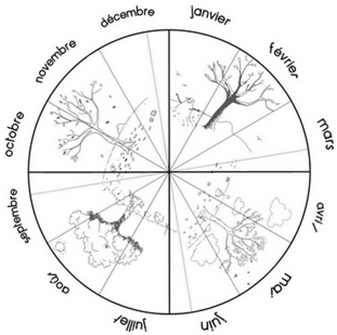 janvier
février
mars
avril
mai
juin
juillet
août
septembre
octobre
novembre
décembre